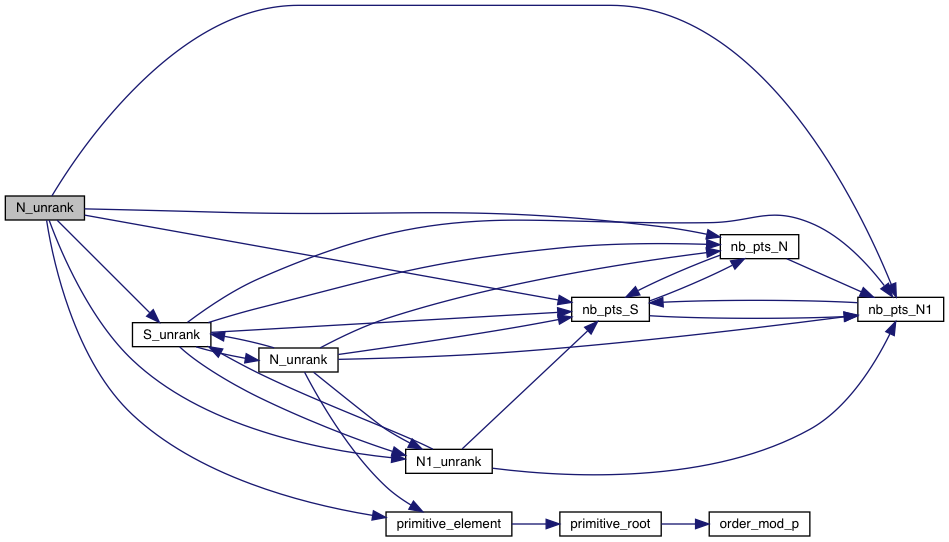 N_unrank
nb_pts_N
nb_pts_S
nb_pts_N1
S_unrank
N_unrank
N1_unrank
primitive_element
primitive_root
order_mod_p